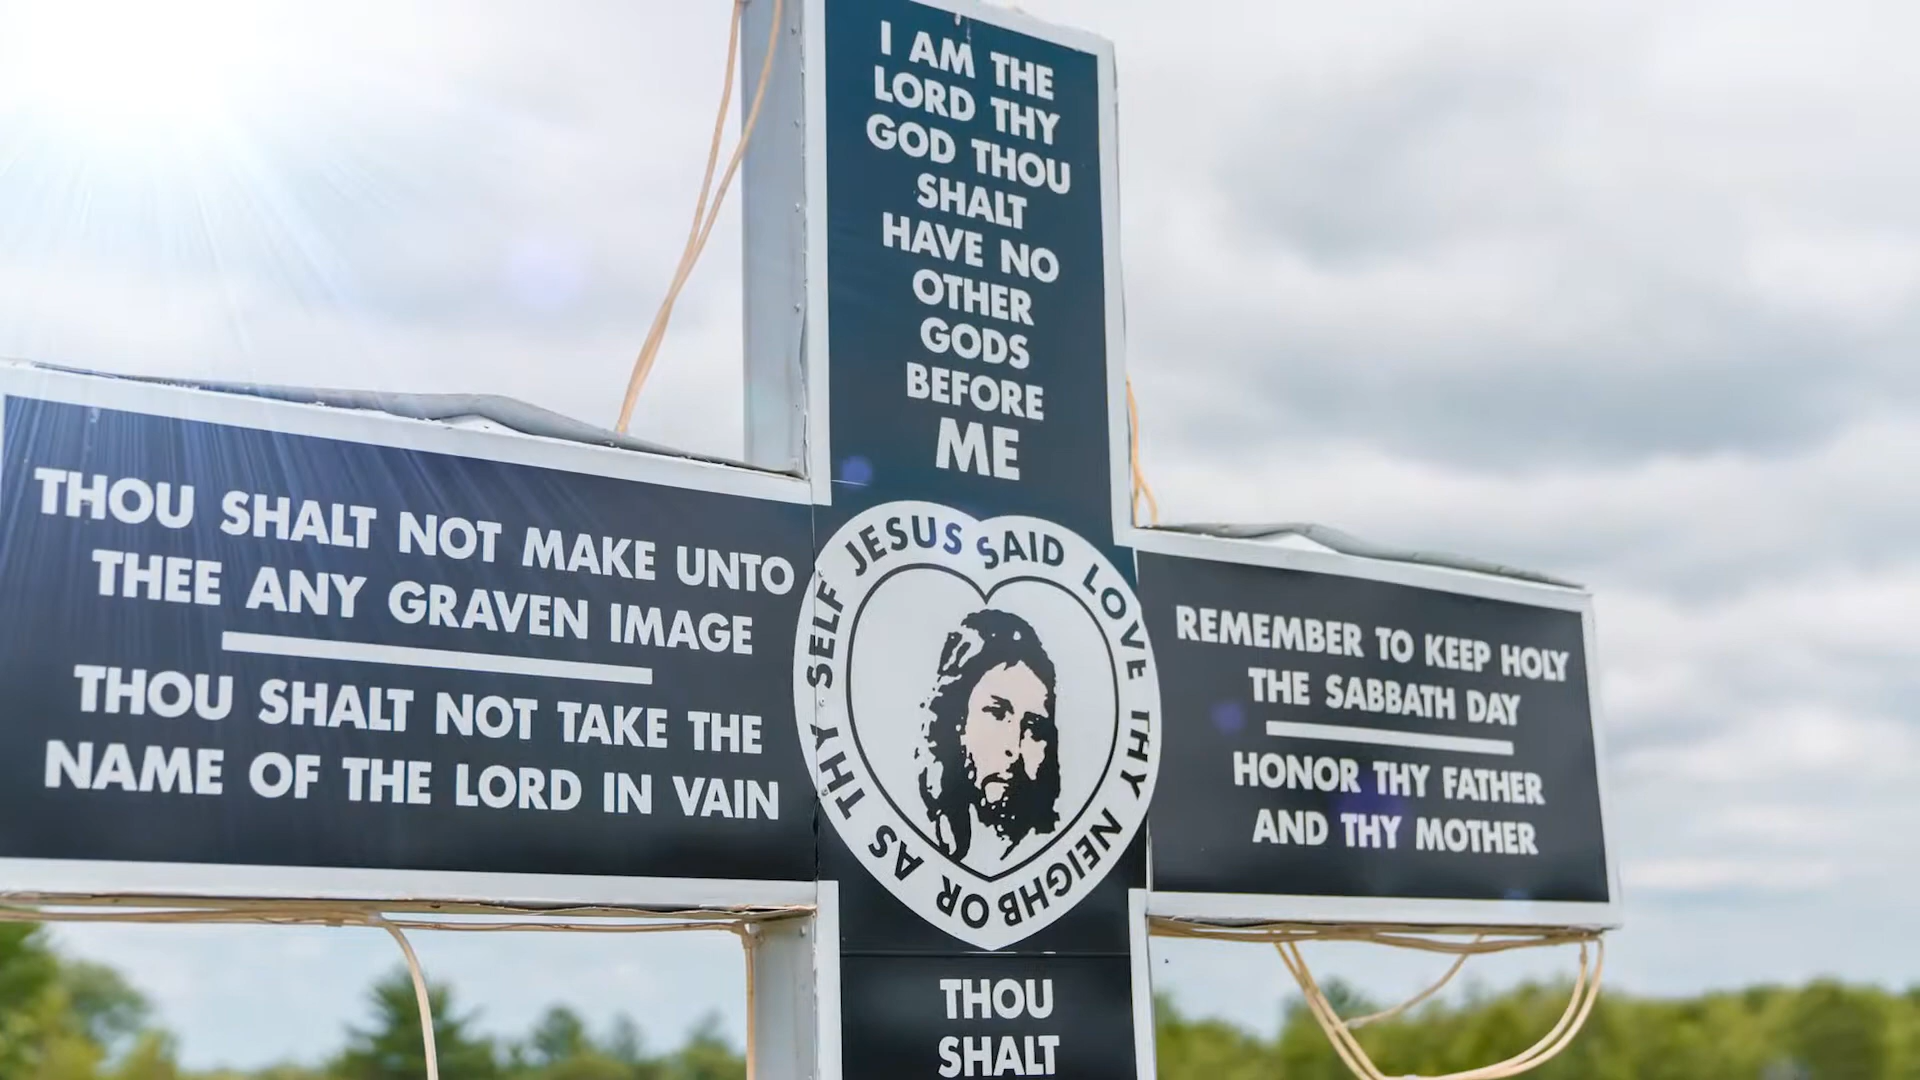 I AM THE
LORD THY
GOD THOU
SHALT
HAVE NO
OTHER
GODS
BEFORE
ME
THOU SHALT NOT MAKE UNTO
THEE ANY GRAVEN IMAGE
THOU SHALT NOT TAKE THE
NAME OF THE LORD IN VAIN
JESUS SAID LOVE THY NEIGHBOR AS THY SELF
REMEMBER TO KEEP HOLY
THE SABBATH DAY
HONOR THY FATHER
AND THY MOTHER
THOU
SHALT